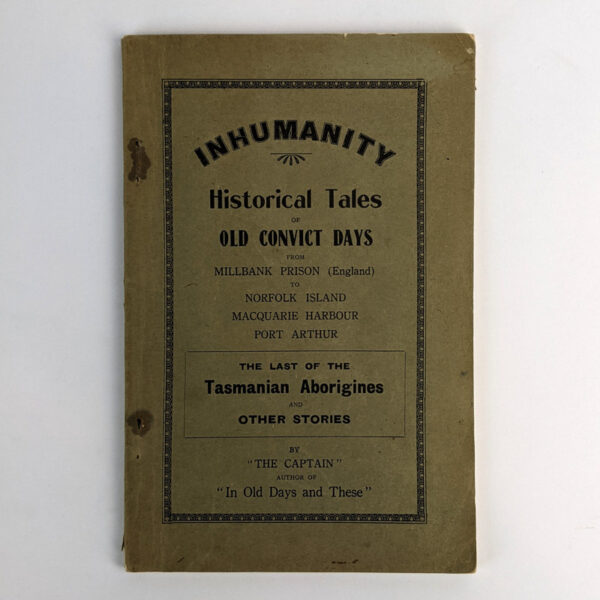 INHUMANITY
Historical Tales
OF
OLD CONVICT DAYS
FROM
MILLBANK PRISON (England)
TO
NORFOLK ISLAND
MACQUARIE HARBOUR
PORT ARTHUR
THE LAST OF THE
Tasmanian Aborigines
AND
OTHER STORIES
BY
"THE CAPTAIN"
AUTHOR OF
"In Old Days and These"